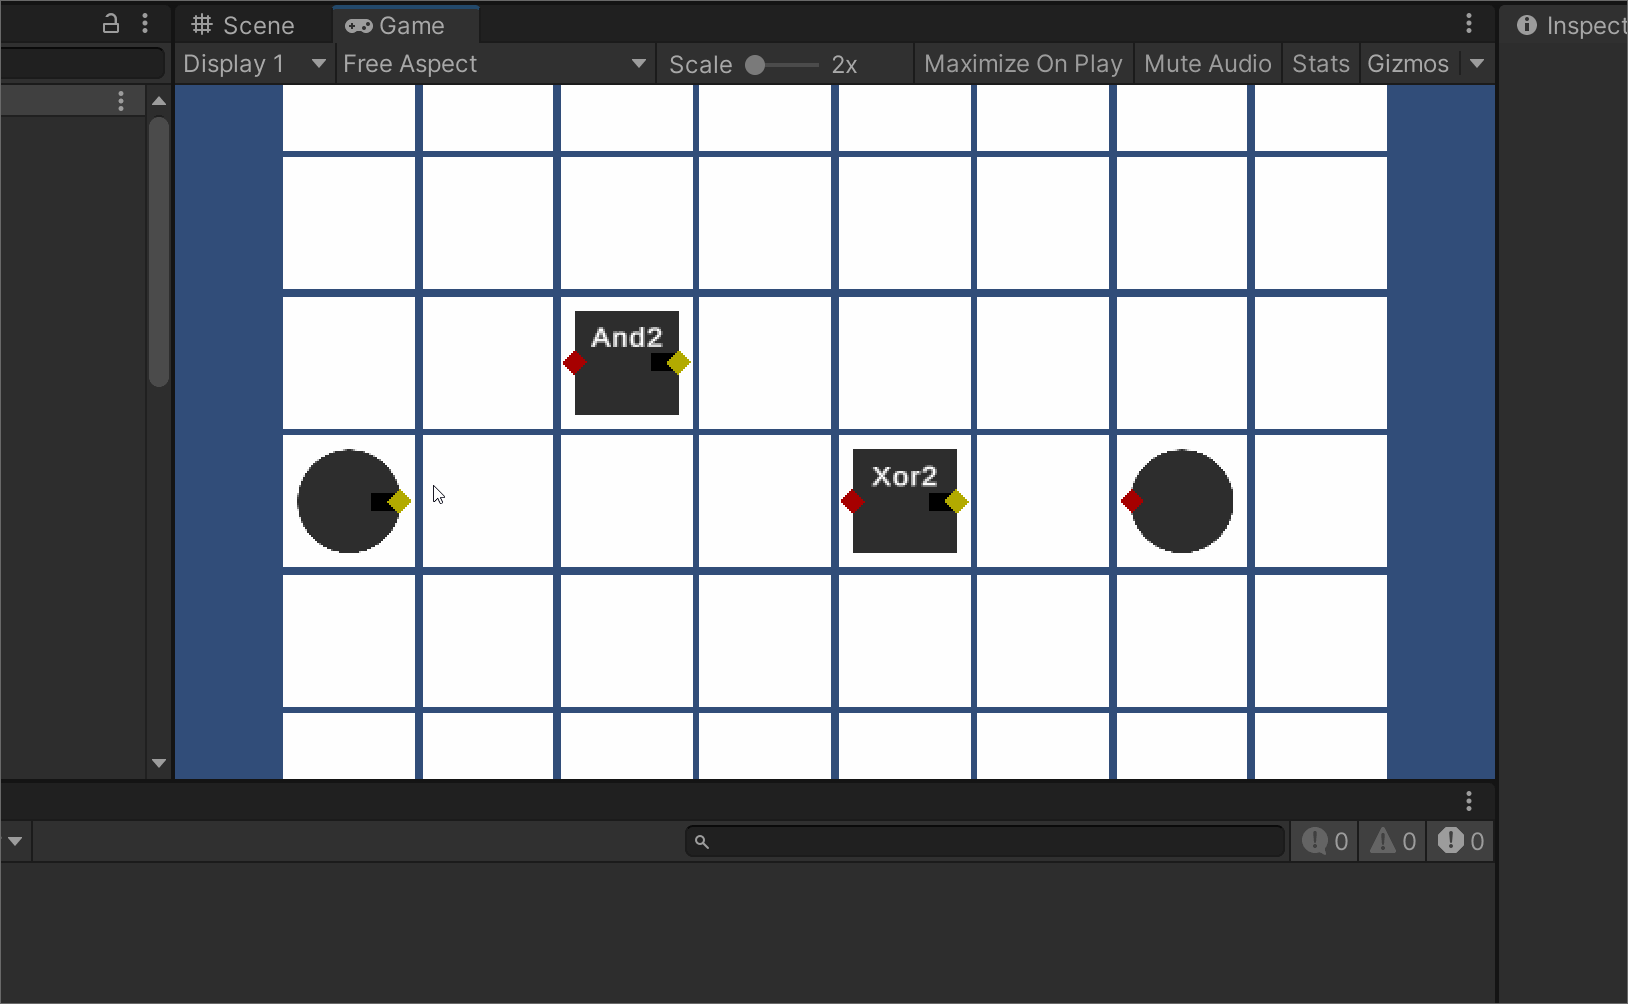 Scene Game Inspect
Display 1 Free Aspect Scale 2x Maximize On Play Mute Audio Stats Gizmos
And2
Xor2
0 0 0